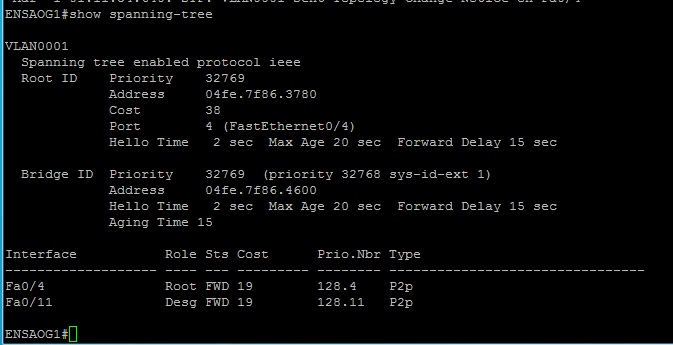 ENSAOG1#show spanning-tree
VLAN0001
Spanning tree enabled protocol ieee
Root ID Priority 32769
Address 04fe.7f86.3780
Cost 38
Port 4 (FastEthernet0/4)
Hello Time 2 sec Max Age 20 sec Forward Delay 15 sec
Bridge ID Priority 32769 (priority 32768 sys-id-ext 1)
Address 04fe.7f86.4600
Hello Time 2 sec Max Age 20 sec Forward Delay 15 sec
Aging Time 15
Interface Role Sts Cost Prio.Nbr Type
------------------- ---- --- --------- -------- --------------------------------
Fa0/4 Root FWD 19 128.4 P2p
Fa0/11 Desg FWD 19 128.11 P2p
ENSAOG1#